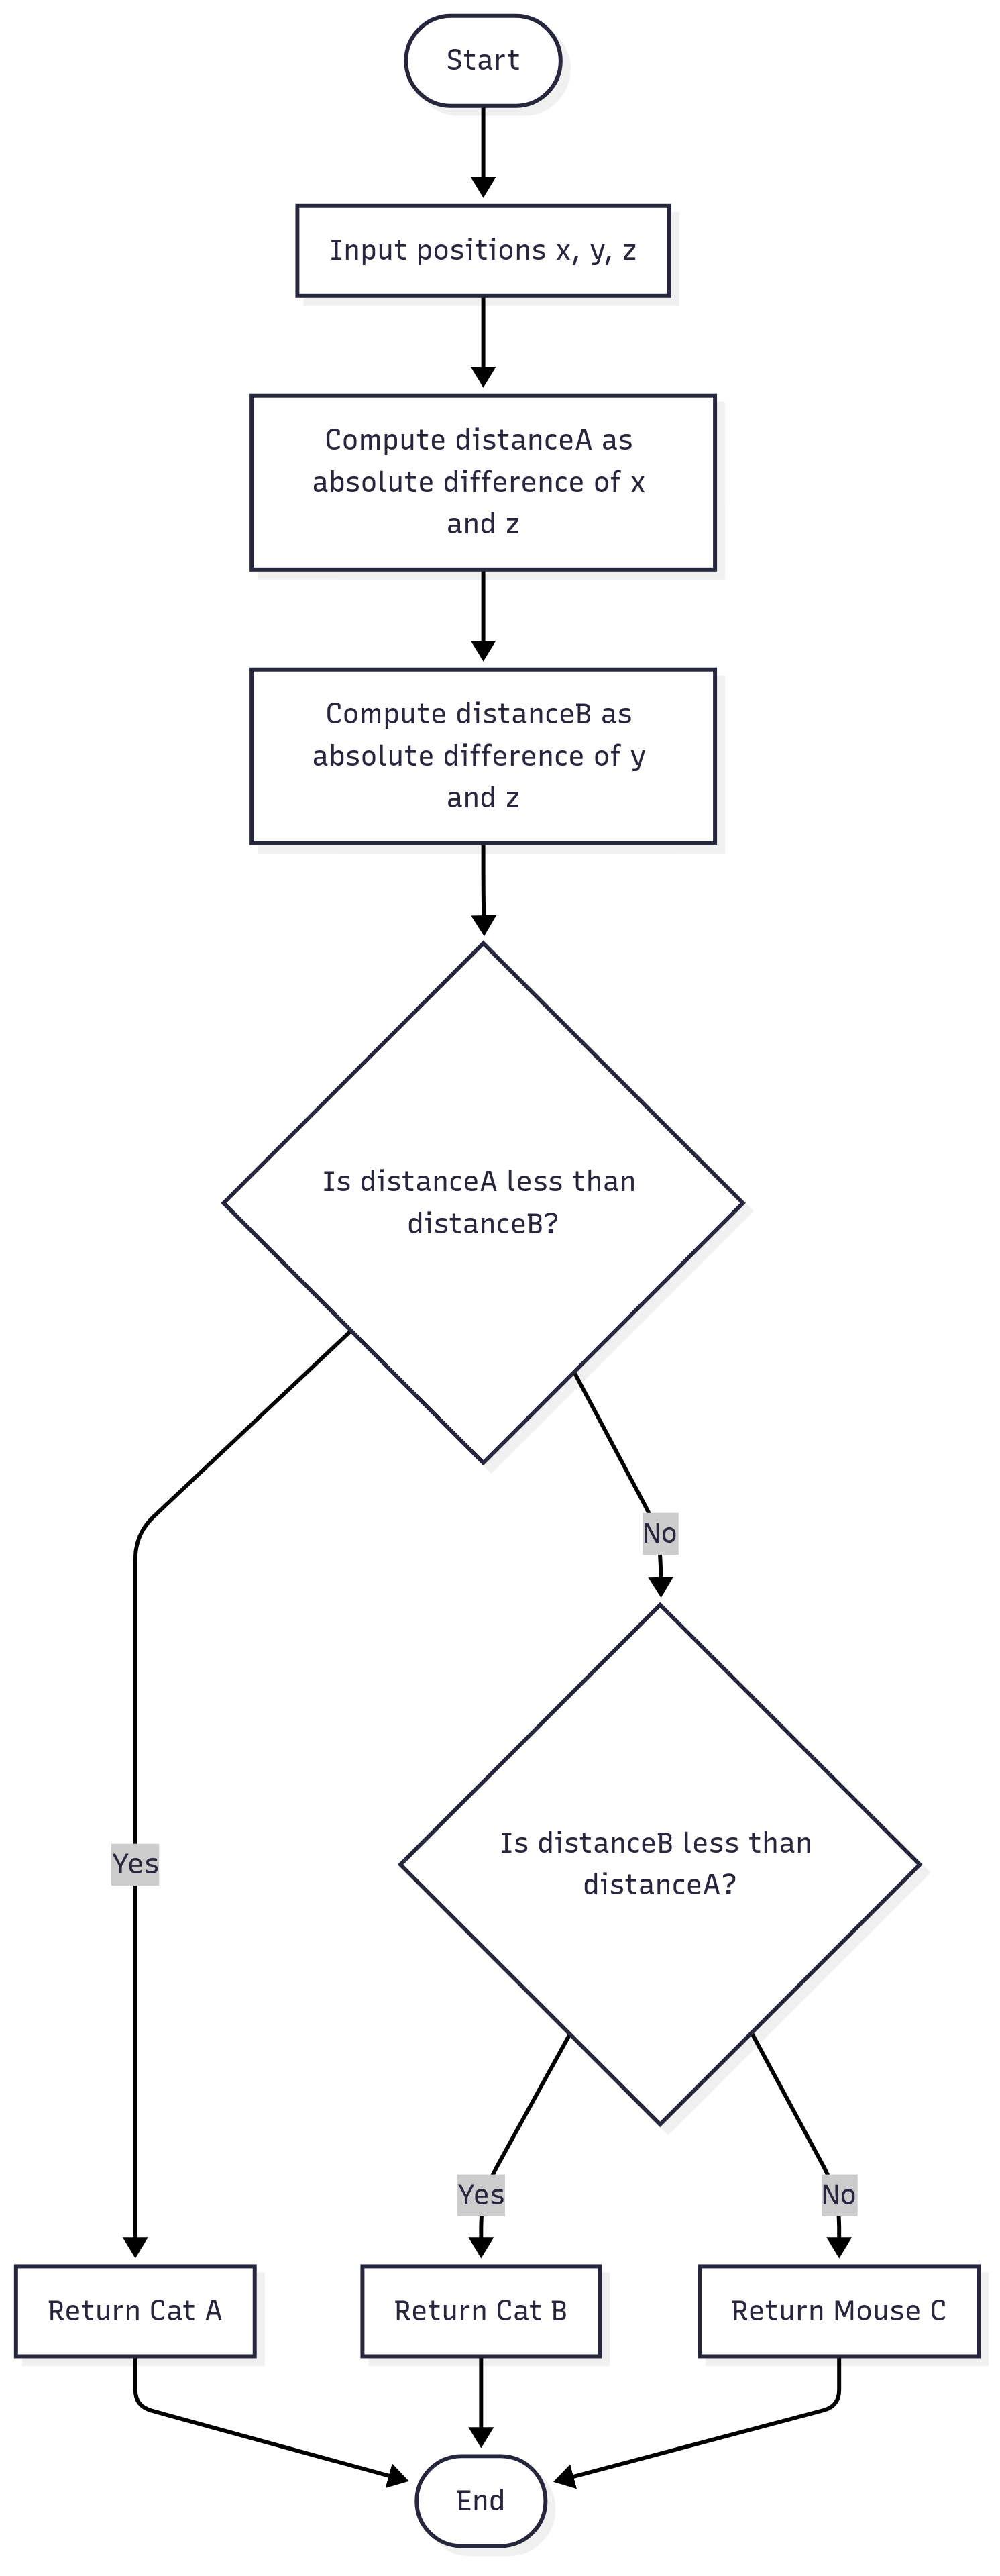 Start
Input positions x, y, z
Compute distanceA as
absolute difference of x
and z
Compute distanceB as
absolute difference of y
and z
Is distanceA less than
distanceB?
No
Is distanceB less than
distanceA?
Yes
Yes
No
Return Cat A
Return Cat B
Return Mouse C
End